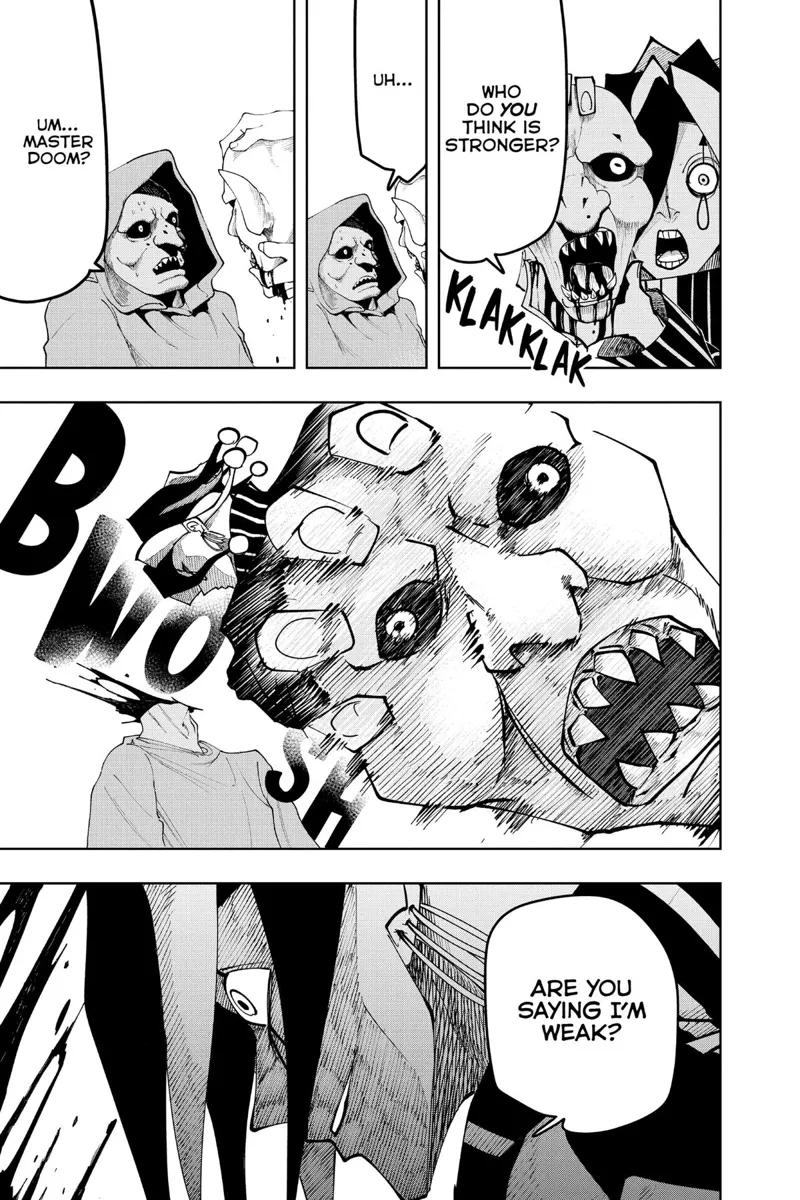 WHO
DO YOU
THINK IS
STRONGER?
KLAKKLAK
UH...
UM...
MASTER
DOOM?
BWOOSH
ARE YOU
SAYING I'M
WEAK?